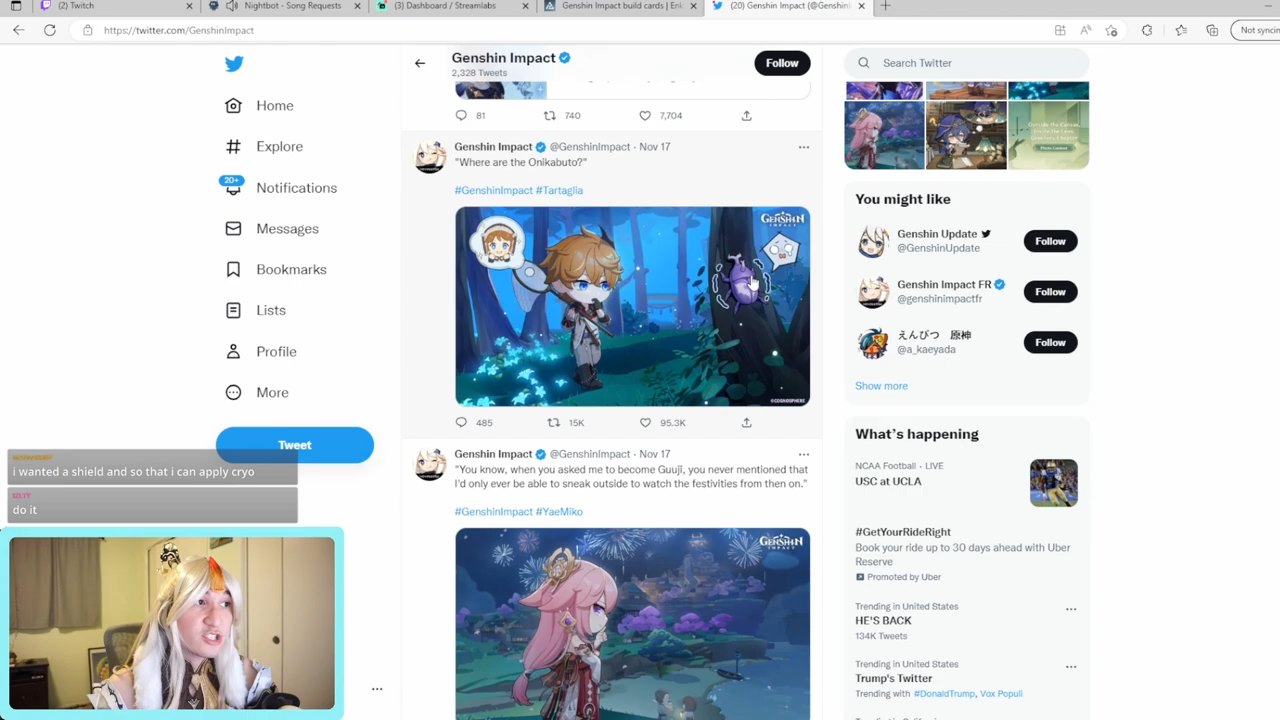 (2) Twitch
Nightbot - Song Requests
(3) Dashboard / Streamlabs
Genshin Impact build cards | En
(20) Genshin Impact (@Genshin
https://twitter.com/GenshinImpact
Not syncin
Home
Explore
20+
Notifications
Messages
Bookmarks
Lists
Profile
More
Tweet
i wanted a shield and so that i can apply cryo
do it
Genshin Impact
2,328 Tweets
Follow
81
740
7,704
Genshin Impact @GenshinImpact · Nov 17
"Where are the Onikabuto?"
#GenshinImpact #Tartaglia
GENSHIN
IMPACT
©COGNOSPHERE
485
15K
95.3K
Genshin Impact @GenshinImpact · Nov 17
"You know, when you asked me to become Guuji, you never mentioned that
I'd only ever be able to sneak outside to watch the festivities from then on."
#GenshinImpact #YaeMiko
GENSHIN
IMPACT
Search Twitter
You might like
Genshin Update
@GenshinUpdate
Follow
Genshin Impact FR
@genshinimpactfr
Follow
えんぴつ 原神
@a_kaeyada
Follow
Show more
What's happening
NCAA Football · LIVE
USC at UCLA
#GetYourRideRight
Book your ride up to 30 days ahead with Uber
Reserve
Promoted by Uber
Trending in United States
HE'S BACK
134K Tweets
Trending in United States
Trump's Twitter
Trending with #DonaldTrump, Vox Populi